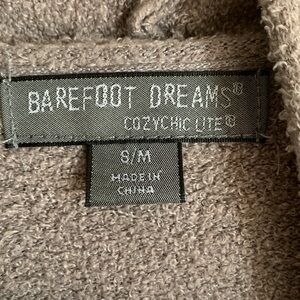 BAREFOOT DREAMS®
COZYCHIC LITE®
S/M
MADE IN
CHINA